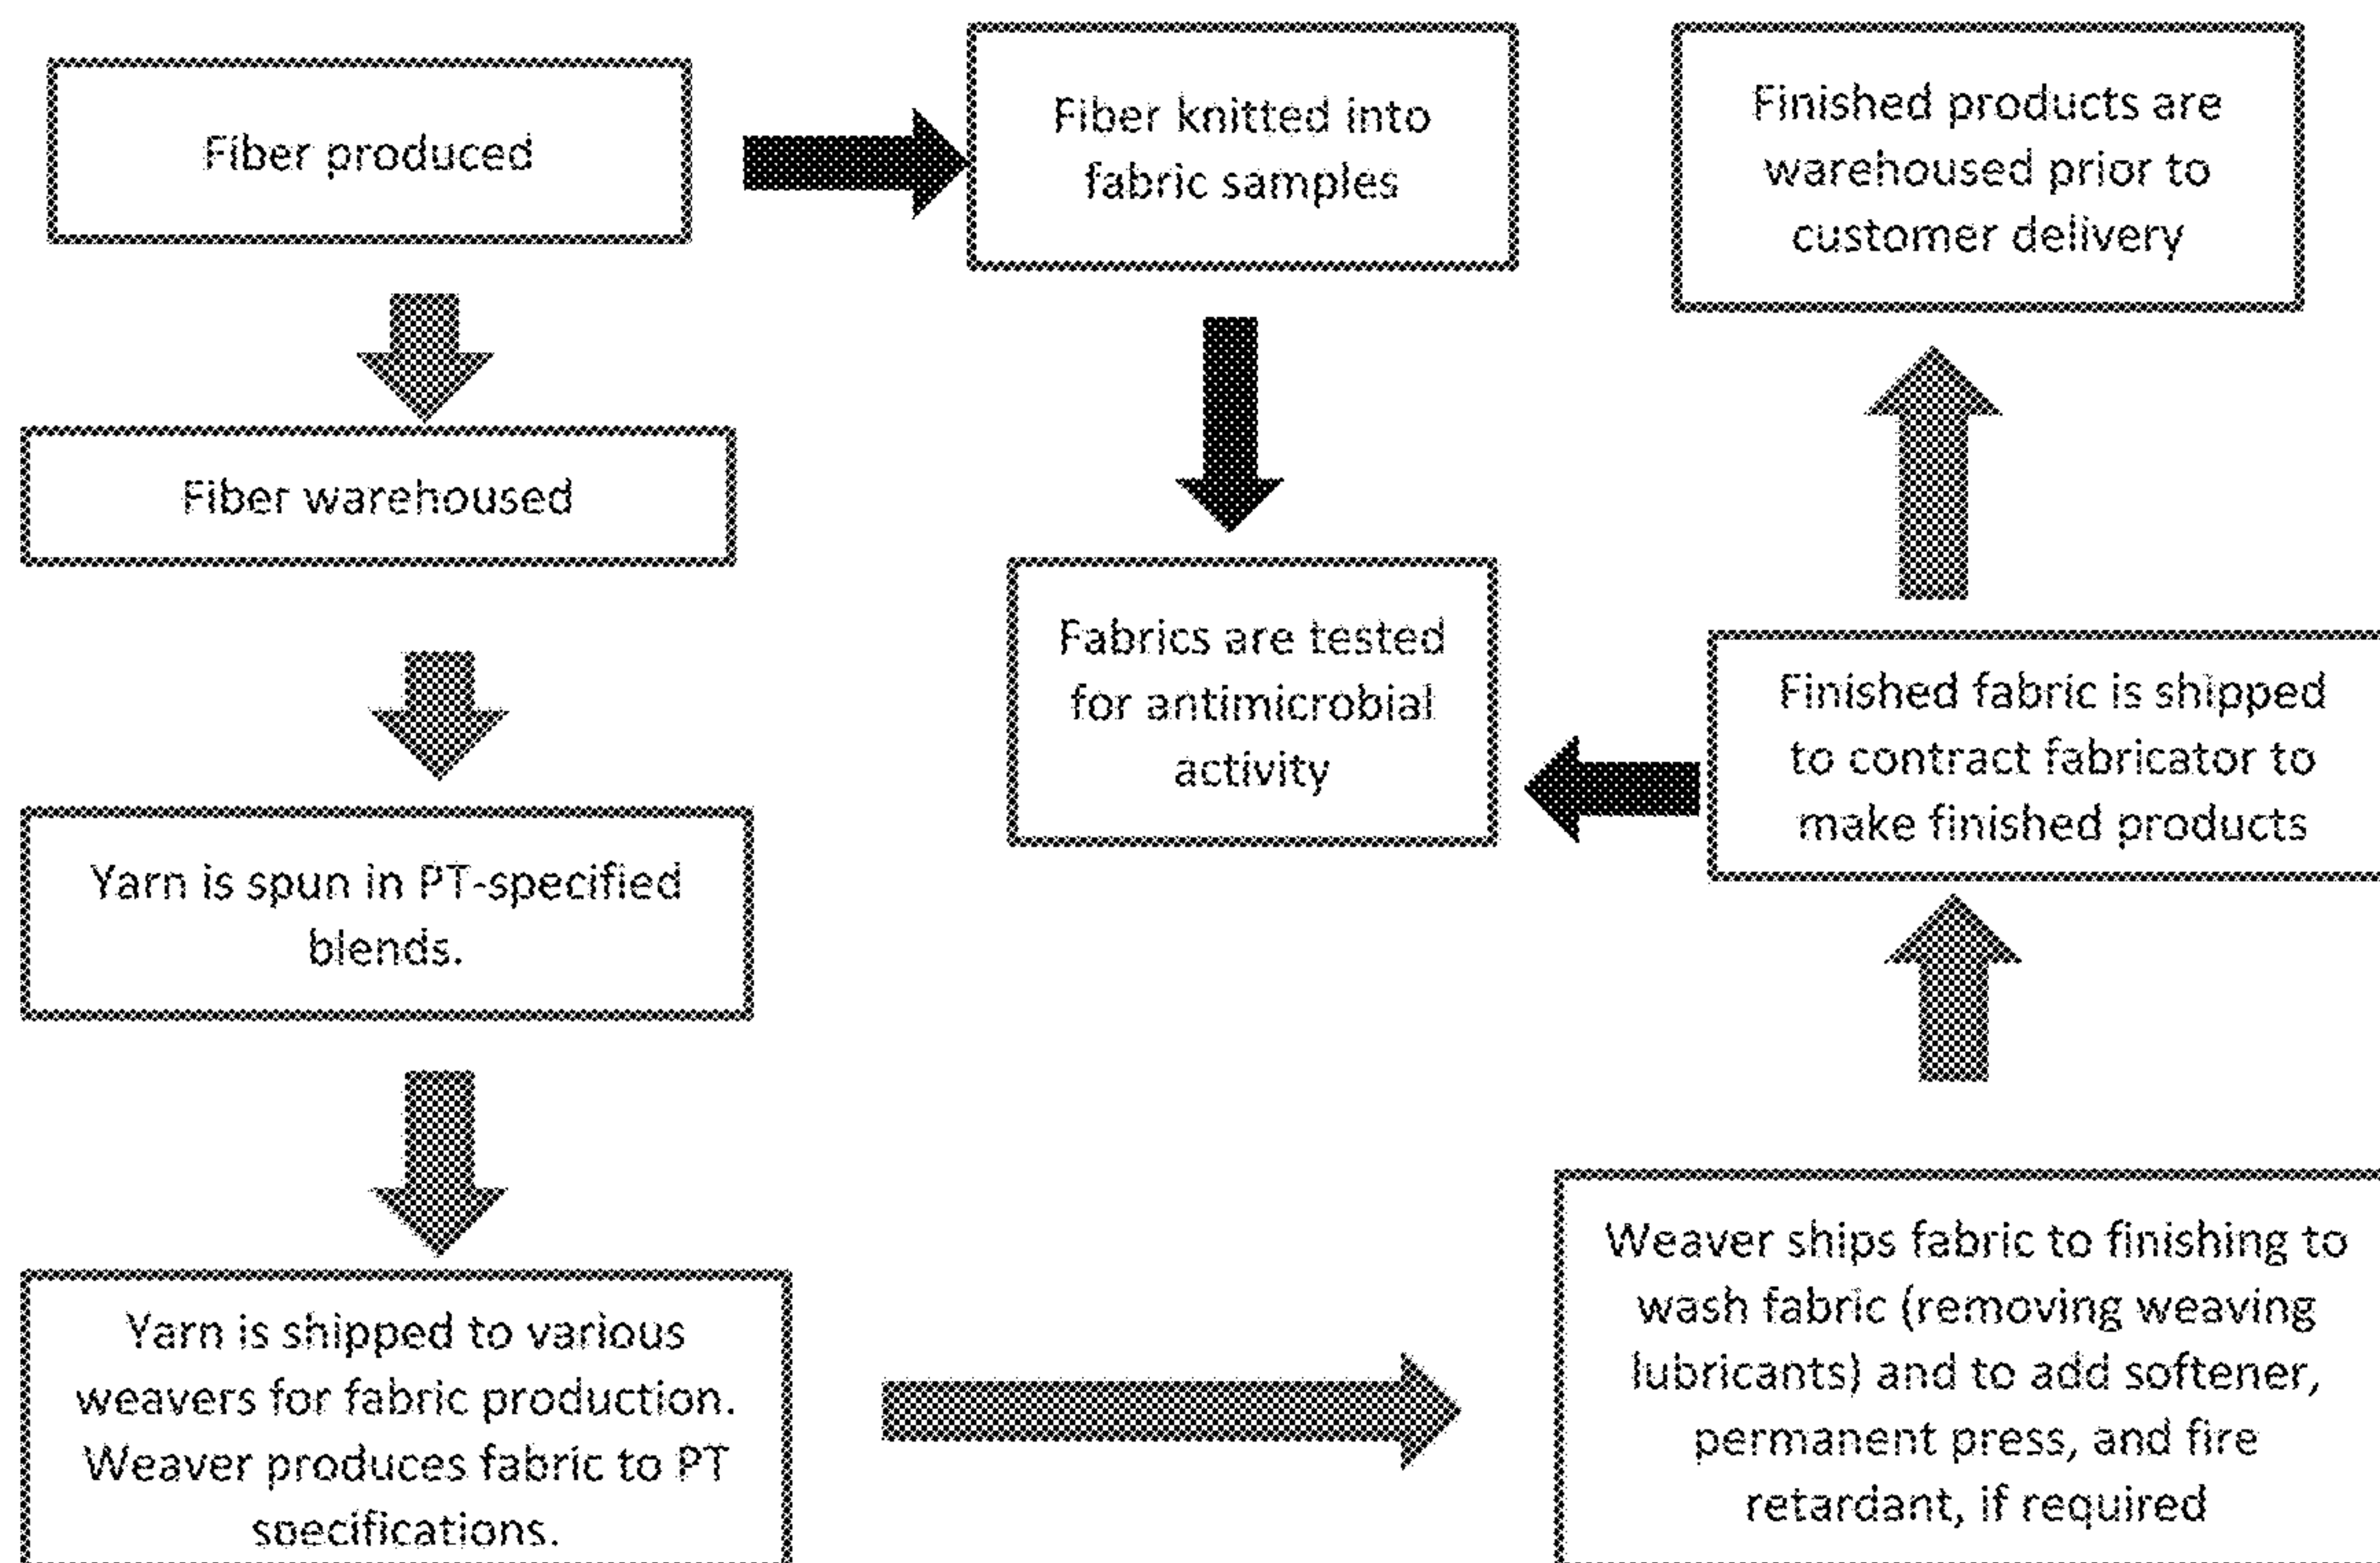 Fiber produced
Fiber knitted into
fabric samples
Finished products are
warehoused prior to
customer delivery
Fiber warehoused
Fabrics are tested
for antimicrobial
activity
Finished fabric is shipped
to contract fabricator to
make finished products
Yarn is spun in PT-specified
blends.
Yarn is shipped to various
weavers for fabric production.
Weaver produces fabric to PT
specifications.
Weaver ships fabric to finishing to
wash fabric (removing weaving
lubricants) and to add softener,
permanent press, and fire
retardant, if required